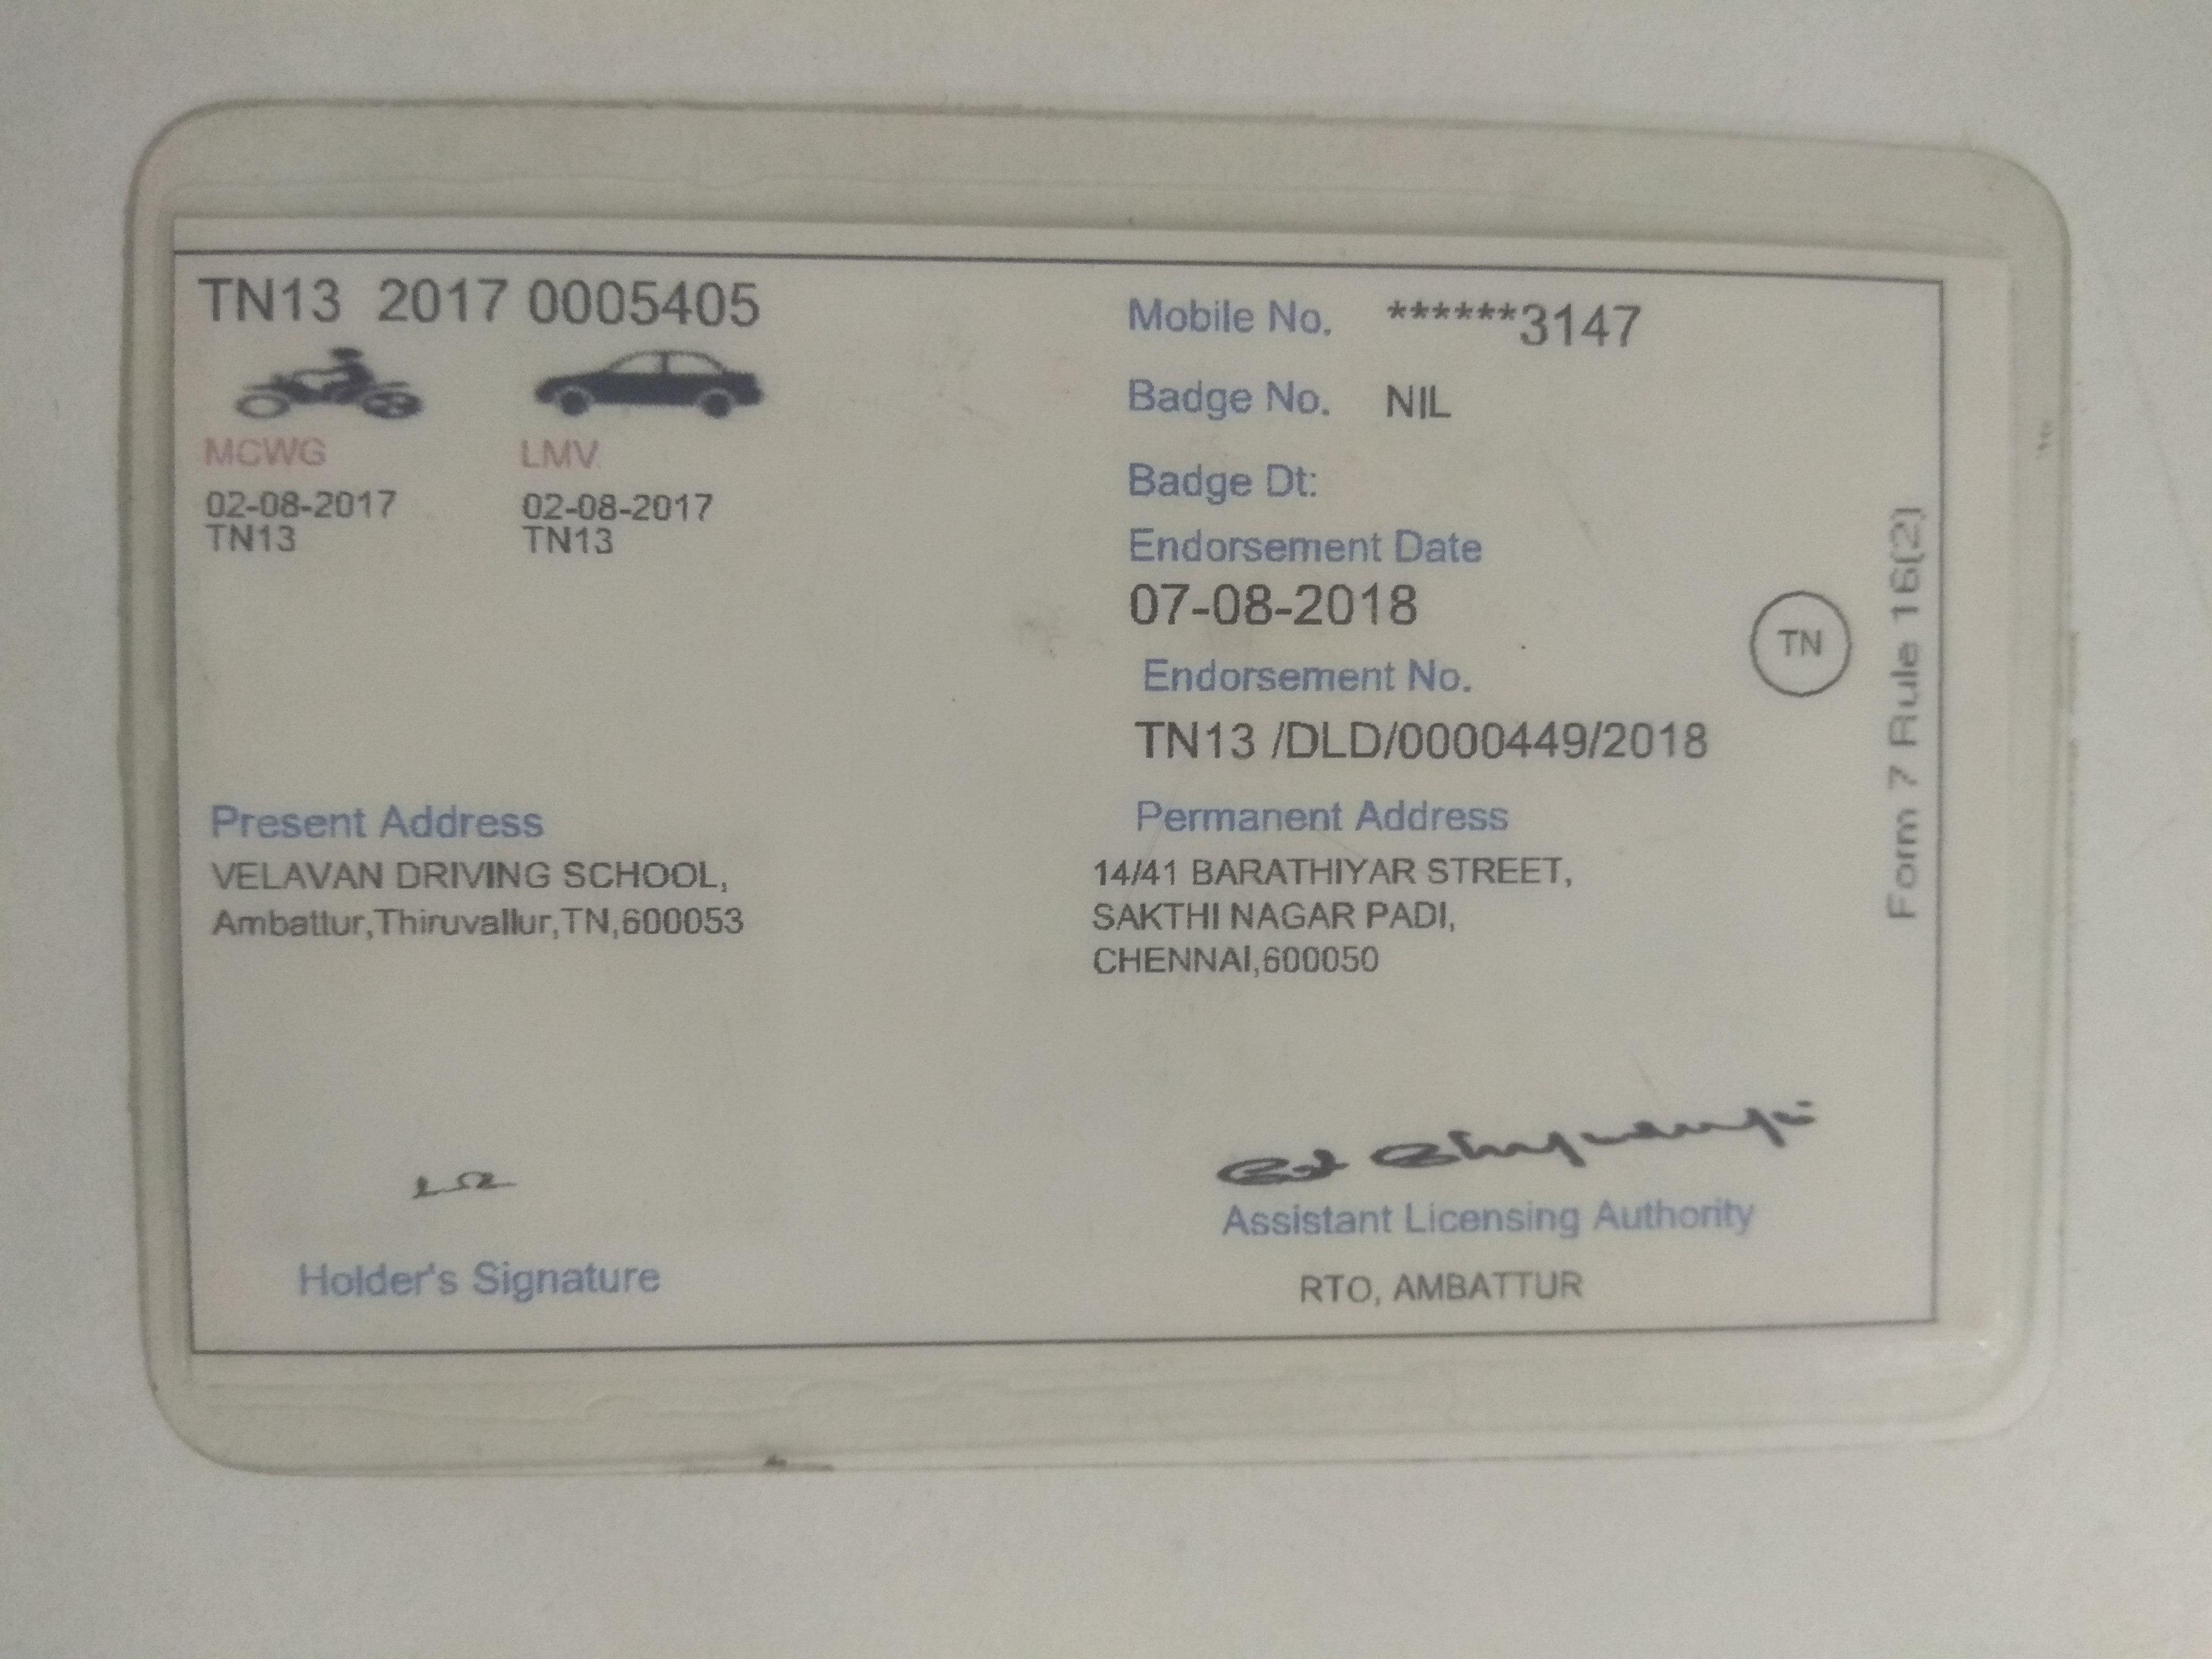 TN13 2017 0005405
MCWG
02-08-2017
TN13
LMV
02-08-2017
TN13
Mobile No. ******3147
Badge No. NIL
Badge Dt:
Endorsement Date
07-08-2018
Endorsement No.
TN13 /DLD/0000449/2018
TN
Form 7 Rule 16(2)
Present Address
VELAVAN DRIVING SCHOOL,
Ambattur,Thiruvallur,TN,600053
Permanent Address
14/41 BARATHIYAR STREET,
SAKTHI NAGAR PADI,
CHENNAI,600050
Holder's Signature
Assistant Licensing Authority
RTO, AMBATTUR